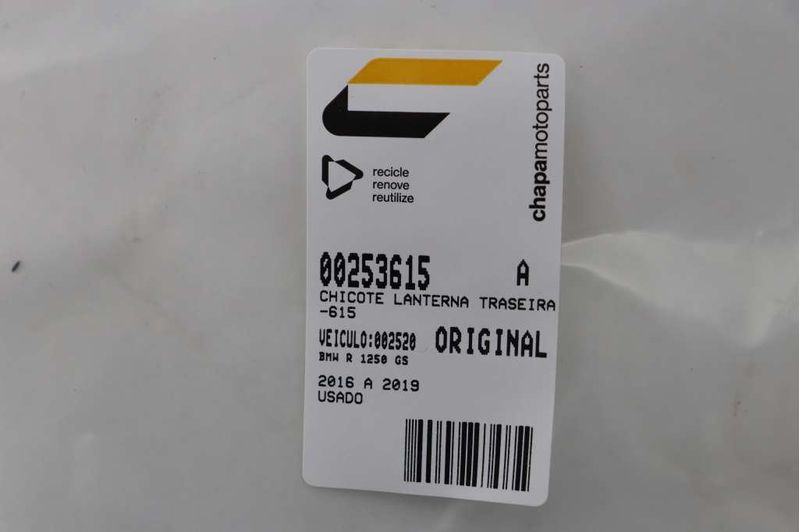 chapamotoparts
recicle
renove
reutilize
00253615 A
CHICOTE LANTERNA TRASEIRA
-615
VEICULO:002520 ORIGINAL
BMW R 1250 GS
2016 A 2019
USADO